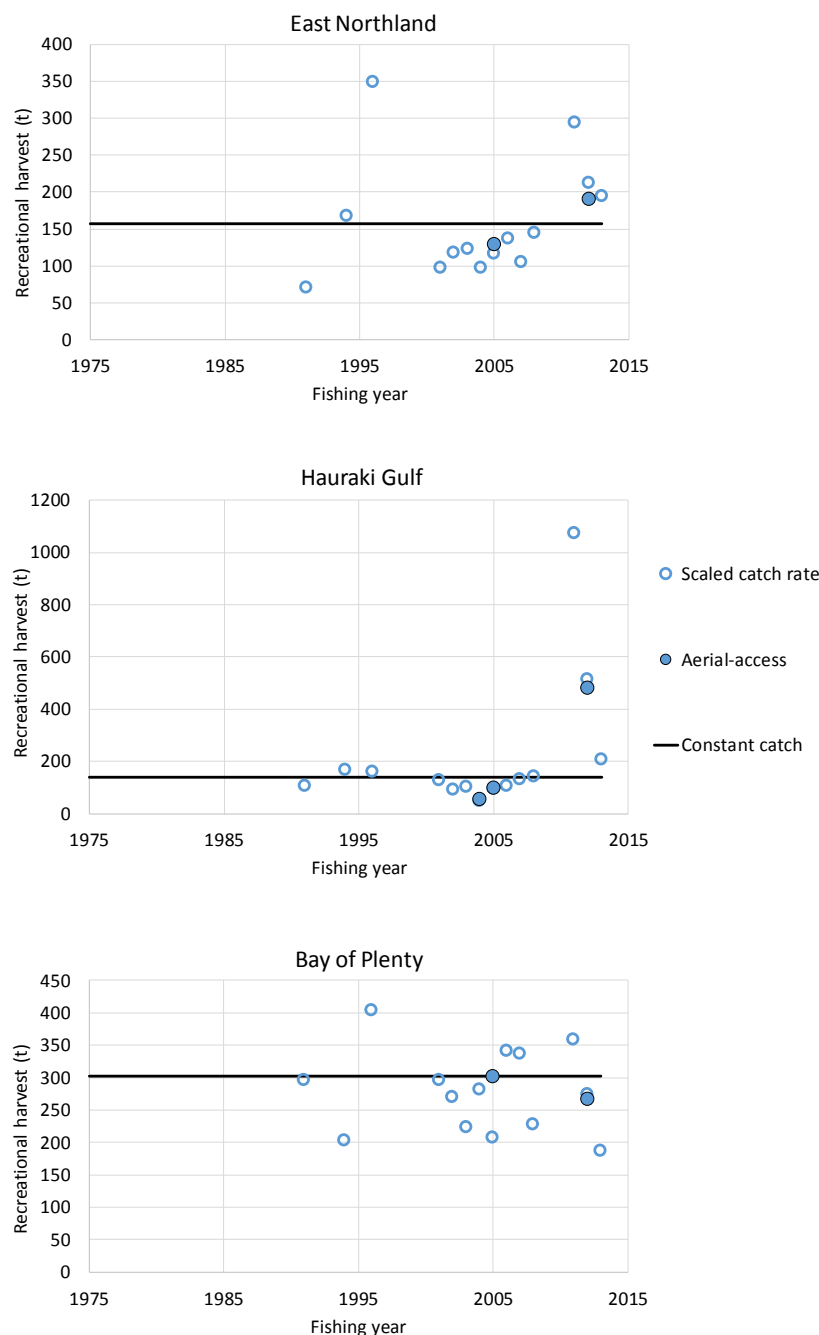 East Northland
Recreational harvest (t)
400
350
300
250
200
150
100
50
0
1975 1985 1995 2005 2015
Fishing year
Hauraki Gulf
Recreational harvest (t)
1200
1000
800
600
400
200
0
1975 1985 1995 2005 2015
Fishing year
Scaled catch rate
Aerial-access
Constant catch
Bay of Plenty
Recreational harvest (t)
450
400
350
300
250
200
150
100
50
0
1975 1985 1995 2005 2015
Fishing year